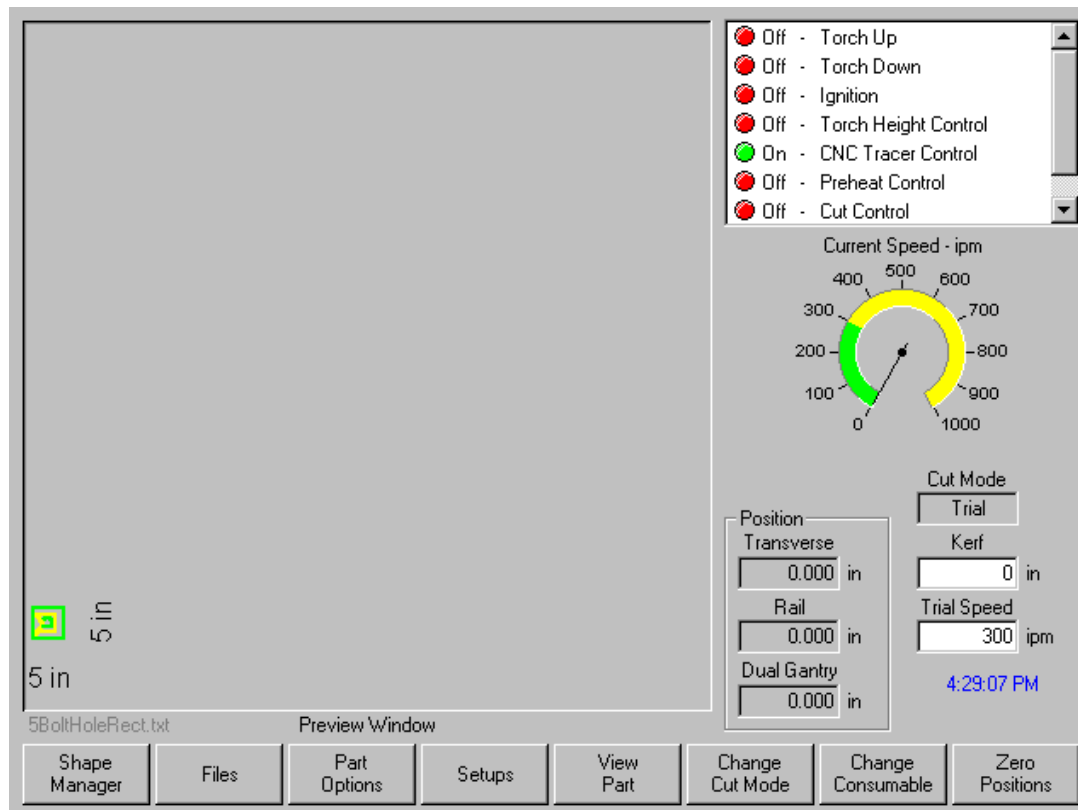 Off - Torch Up
Off - Torch Down
Off - Ignition
Off - Torch Height Control
On - CNC Tracer Control
Off - Preheat Control
Off - Cut Control
Current Speed - ipm
0
100
200
300
400
500
600
700
800
900
1000
Cut Mode
Trial
Position
Transverse
0.000 in
Rail
0.000 in
Dual Gantry
0.000 in
Kerf
0 in
Trial Speed
300 ipm
4:29:07 PM
5 in
5 in
5BoltHoleRect.txt
Preview Window
Shape
Manager
Files
Part
Options
Setups
View
Part
Change
Cut Mode
Change
Consumable
Zero
Positions